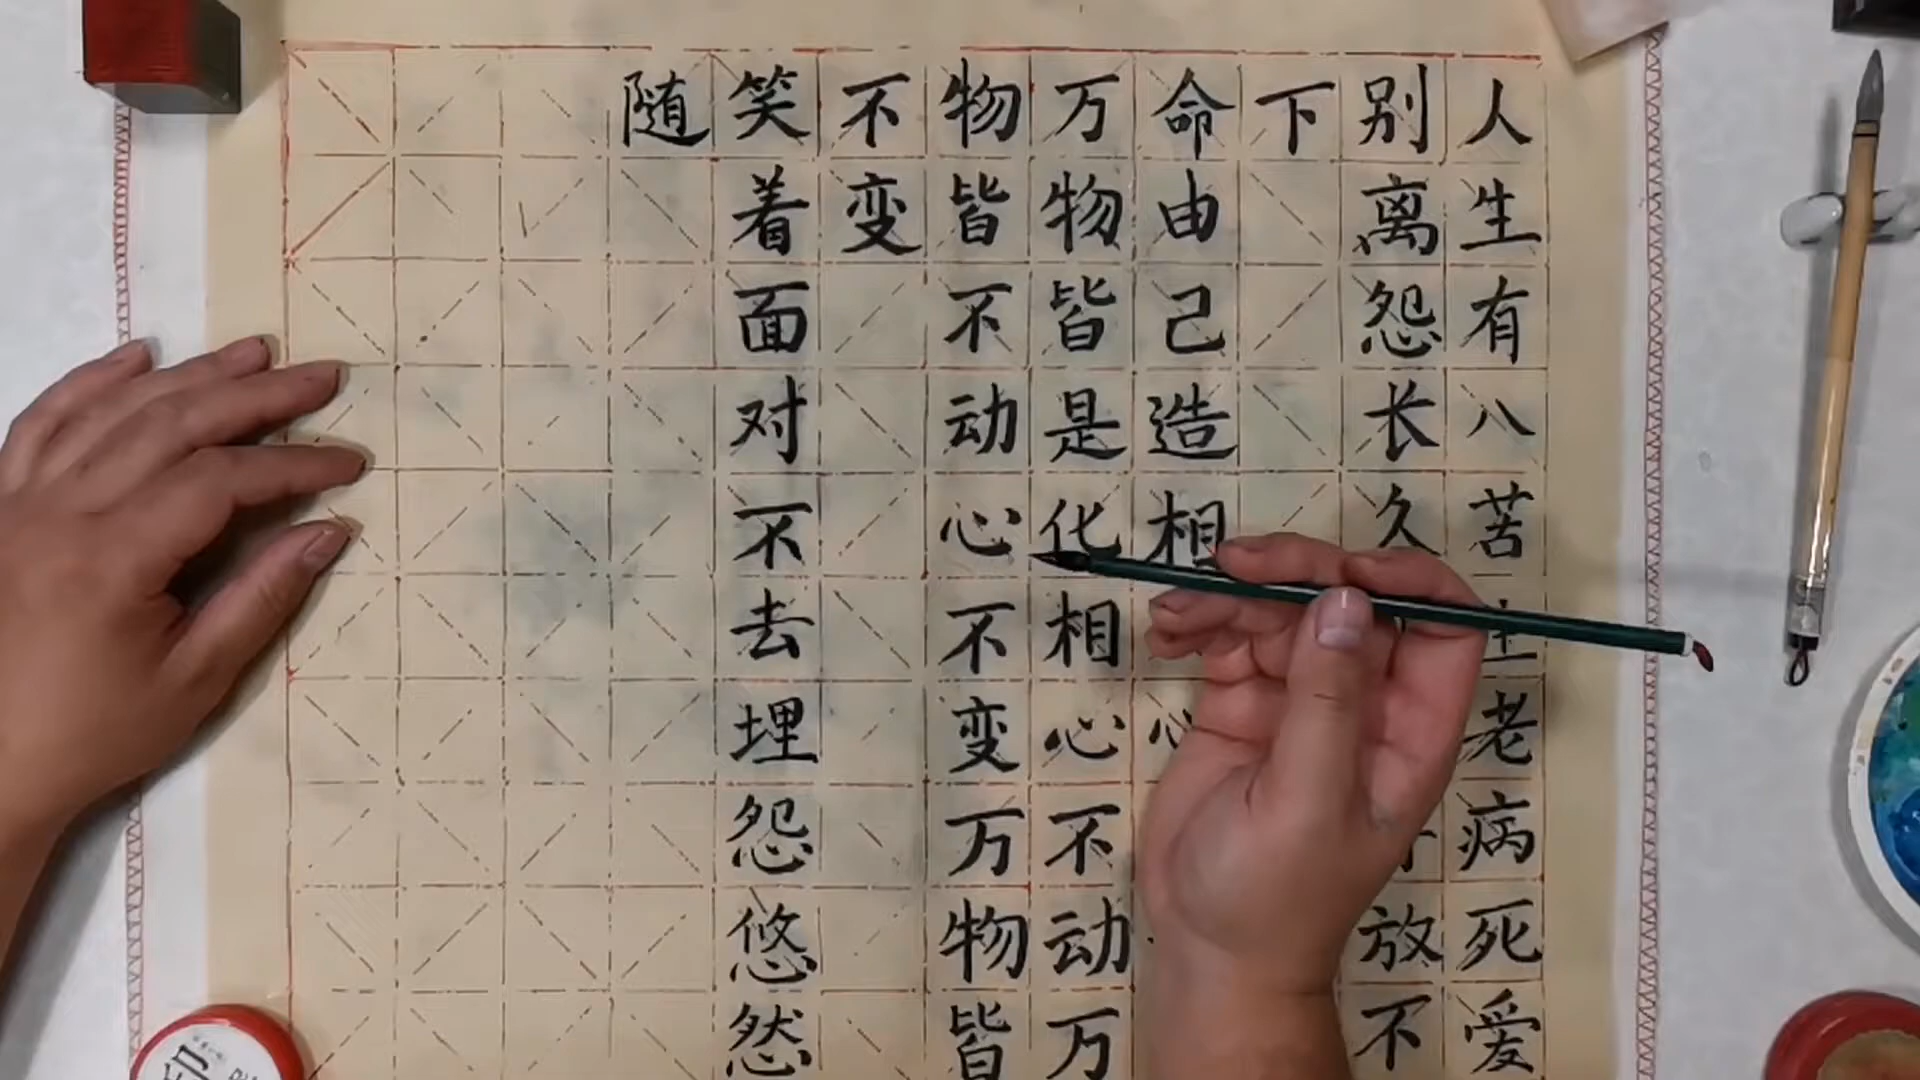 人生有八苦生老病死爱
别离怨长久放不
下
命由己造相心
万物皆是化相心不动万
物皆不动心不变万物皆
不变
笑着面对不去埋怨悠然
随